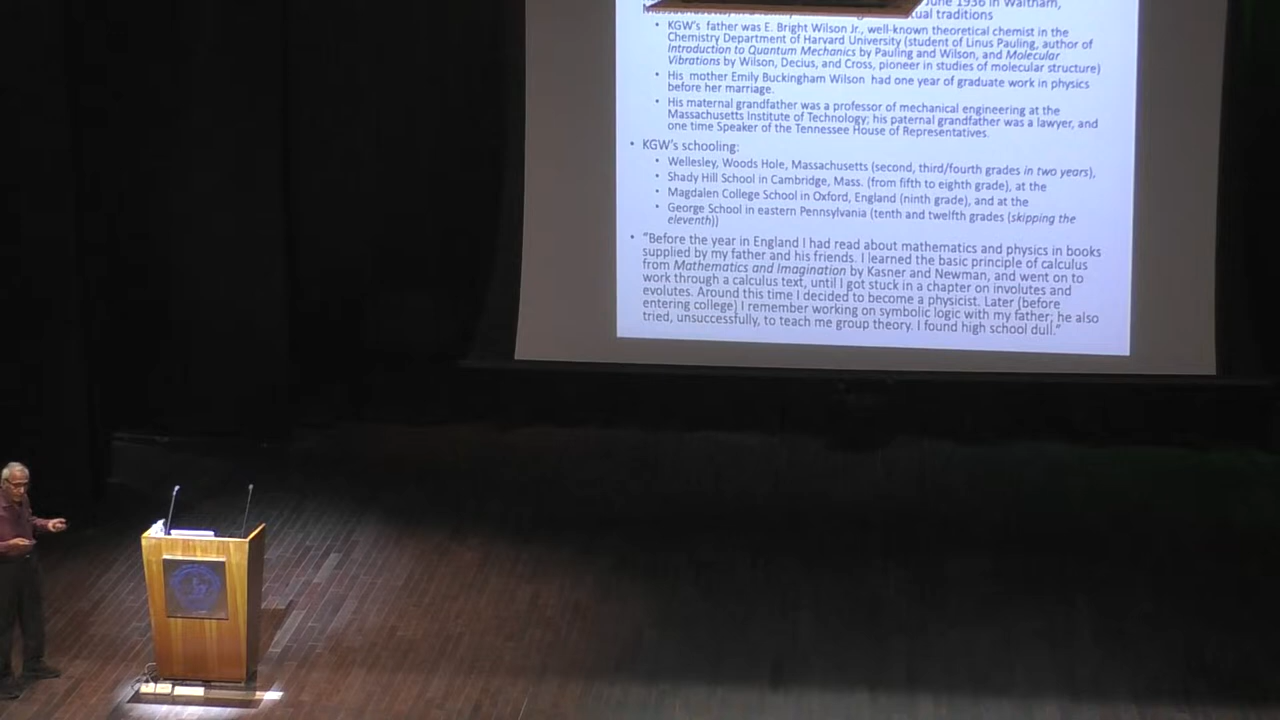 June 1936 in Waltham,
Massachusetts, in a family ual traditions
• KGW's father was E. Bright Wilson Jr., well-known theoretical chemist in the
Chemistry Department of Harvard University (student of Linus Pauling, author of
Introduction to Quantum Mechanics by Pauling and Wilson, and Molecular
Vibrations by Wilson, Decius, and Cross, pioneer in studies of molecular structure)
• His mother Emily Buckingham Wilson had one year of graduate work in physics
before her marriage.
• His maternal grandfather was a professor of mechanical engineering at the
Massachusetts Institute of Technology; his paternal grandfather was a lawyer, and
one time Speaker of the Tennessee House of Representatives.
• KGW's schooling:
• Wellesley, Woods Hole, Massachusetts (second, third/fourth grades in two years),
• Shady Hill School in Cambridge, Mass. (from fifth to eighth grade), at the
• Magdalen College School in Oxford, England (ninth grade), and at the
• George School in eastern Pennsylvania (tenth and twelfth grades (skipping the
eleventh))
• "Before the year in England I had read about mathematics and physics in books
supplied by my father and his friends. I learned the basic principle of calculus
from Mathematics and Imagination by Kasner and Newman, and went on to
work through a calculus text, until I got stuck in a chapter on involutes and
evolutes. Around this time I decided to become a physicist. Later (before
entering college) I remember working on symbolic logic with my father; he also
tried, unsuccessfully, to teach me group theory. I found high school dull."